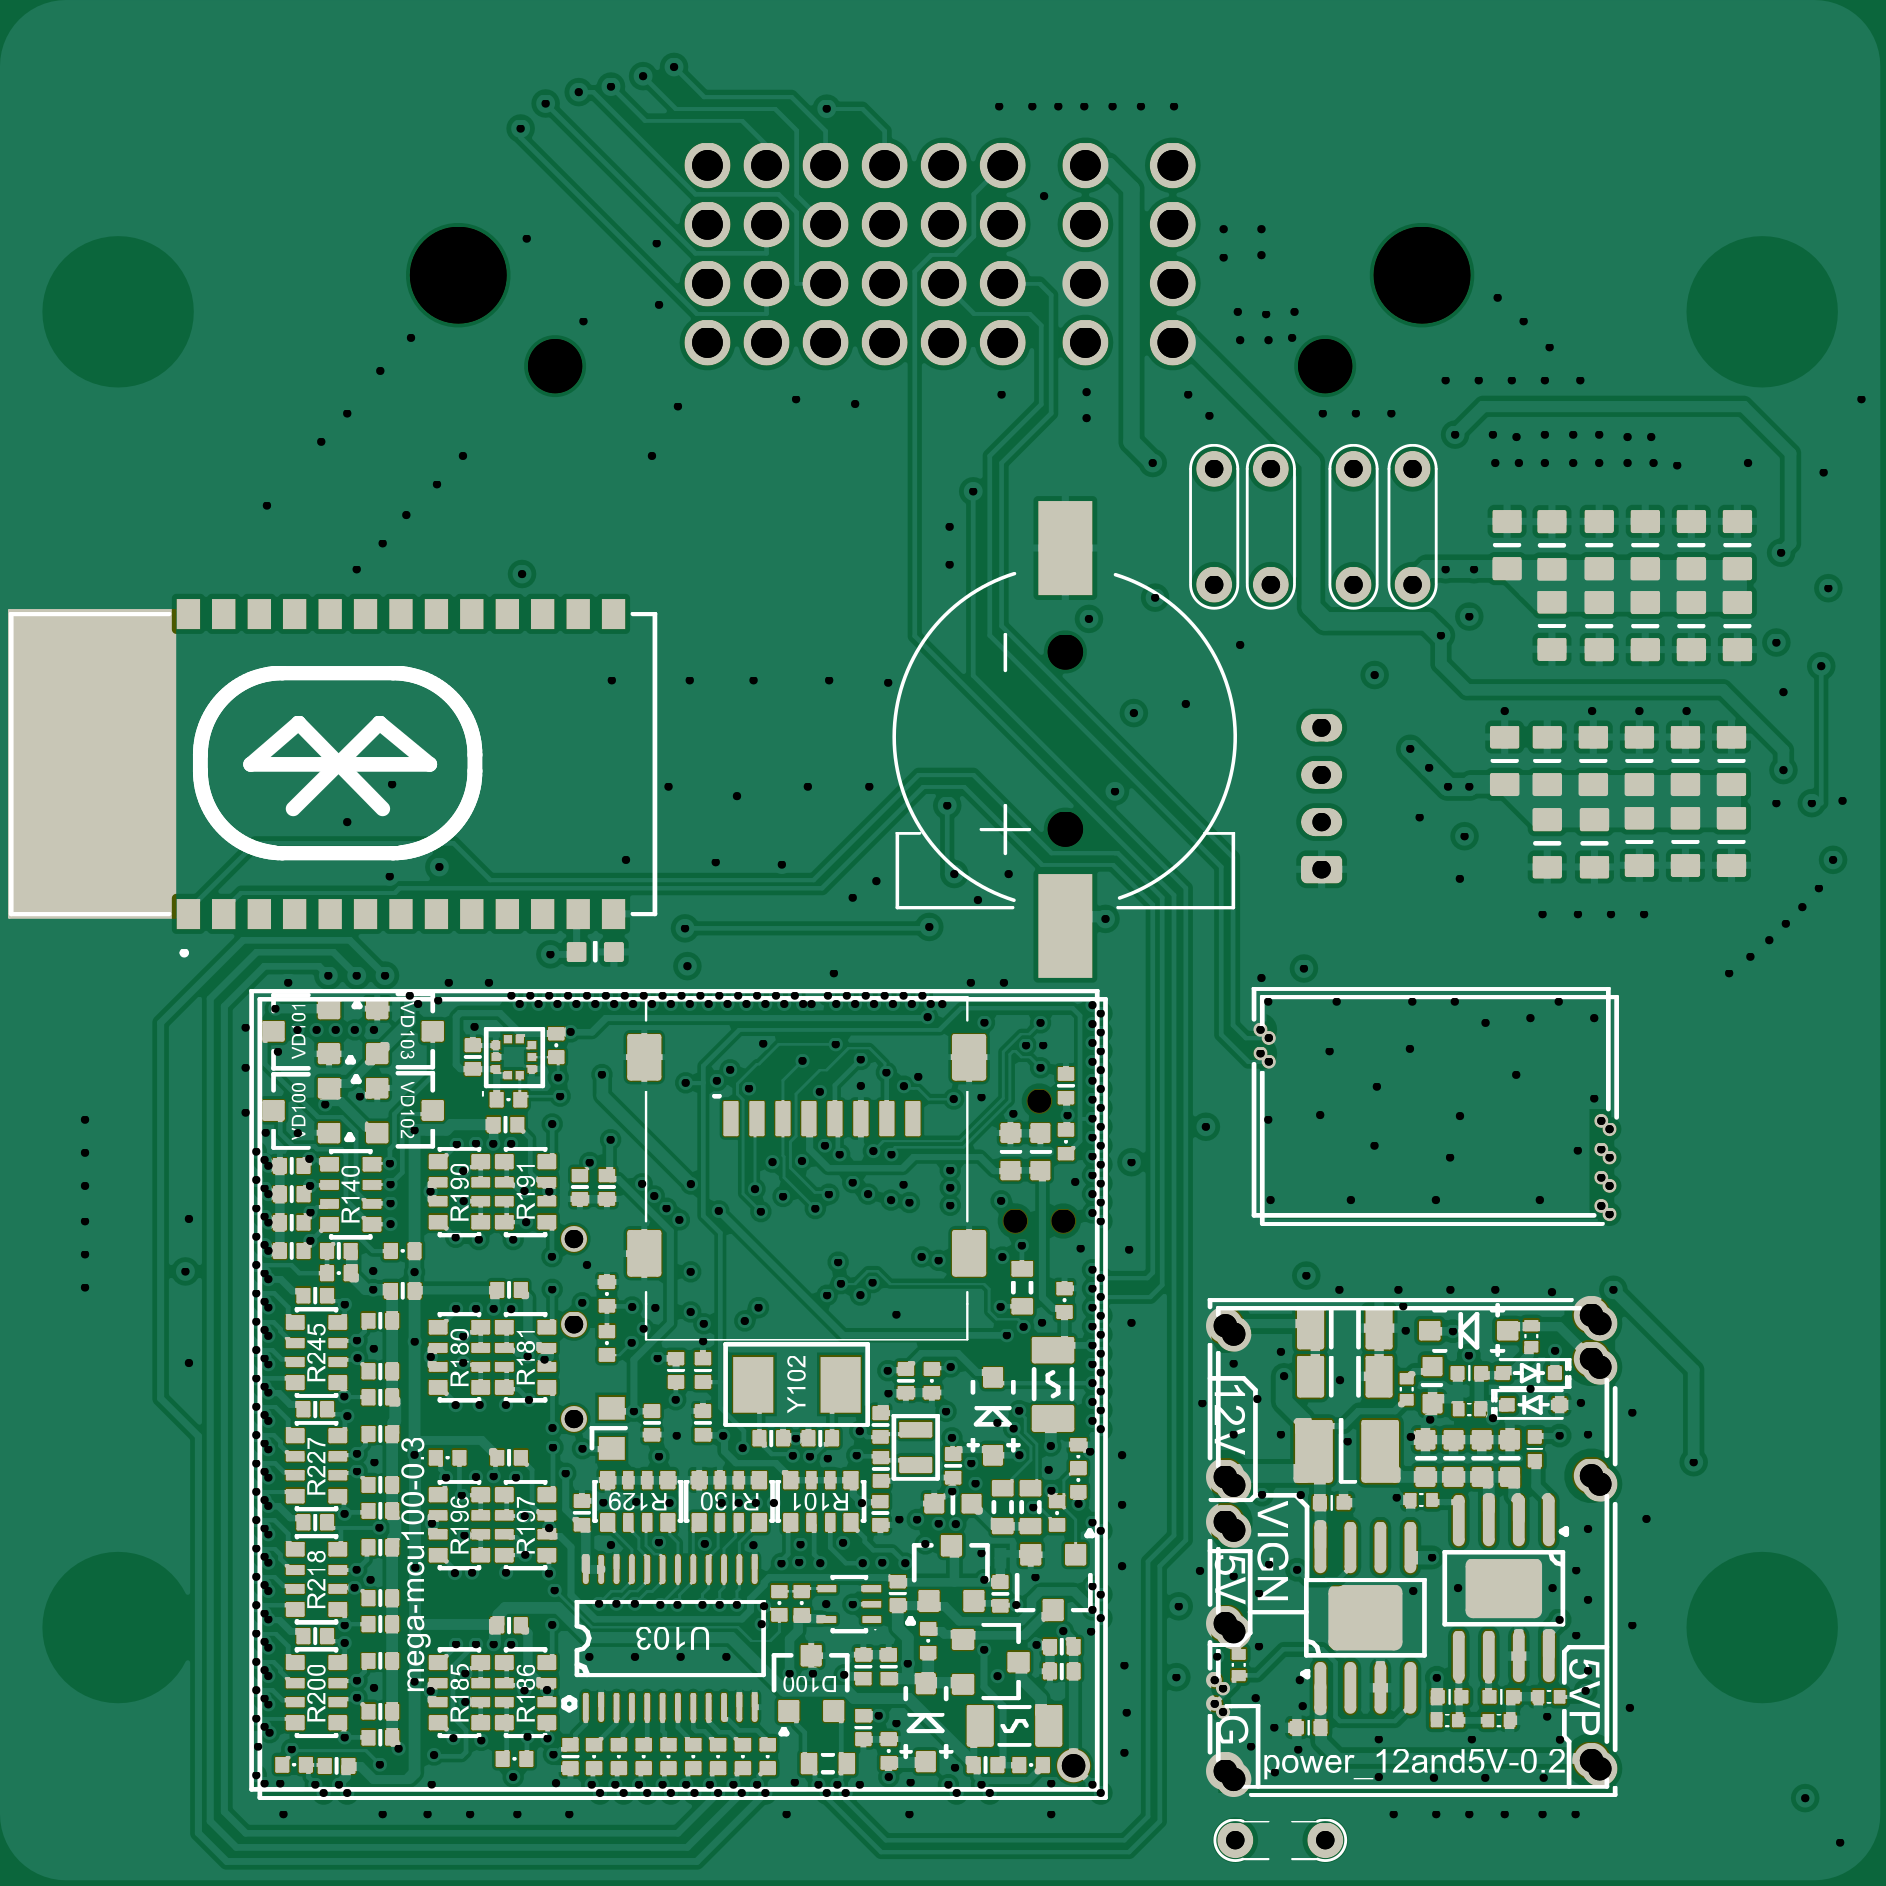 VD101
VD103
VD100
VD102
R140
R190
R191
R245
R180
R181
Y102
R227
mega-mcu100-0.3
R196
R197
R129
R130
R101
R218
U103
R200
R185
R186
D100
12V
VIGN
5V
5VP
G
power_12and5V-0.2